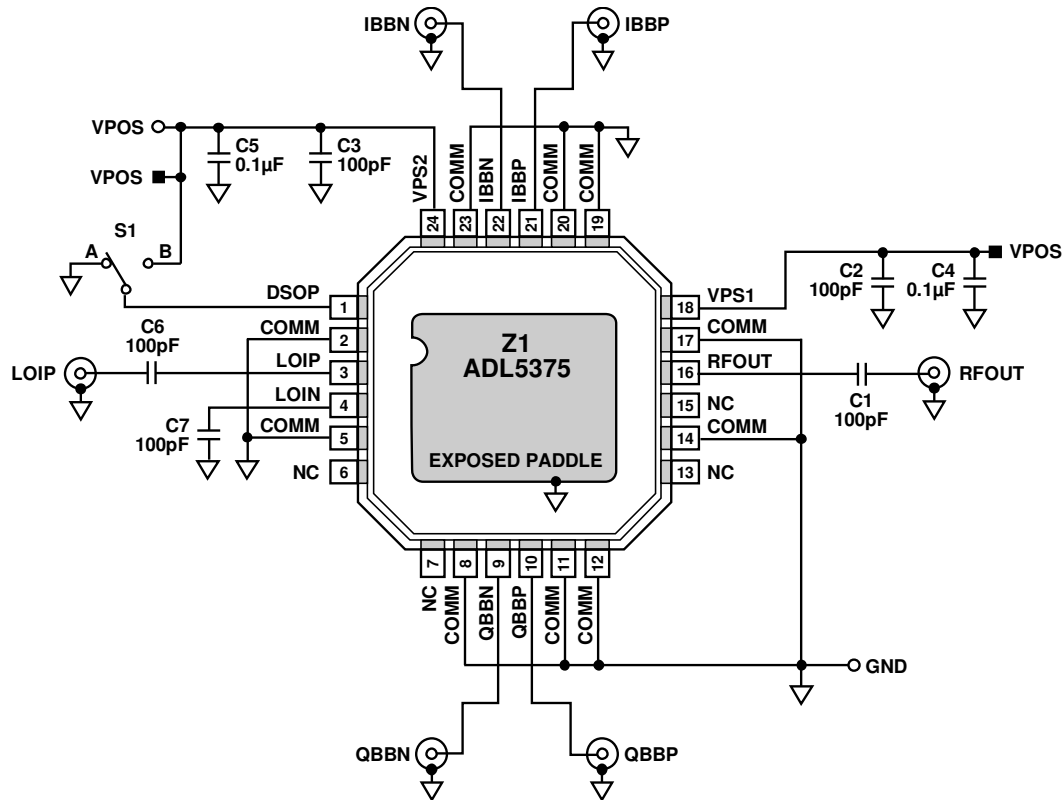 IBBN
IBBP
VPOS
C5
0.1µF
C3
100pF
VPOS
S1
A
B
VPS2
COMM
IBBN
IBBP
COMM
COMM
24
23
22
21
20
19
DSOP
1
COMM
2
LOIP
C6
100pF
LOIP
3
LOIN
4
C7
100pF
COMM
5
NC
6
Z1
ADL5375
EXPOSED PADDLE
18
VPS1
C2
100pF
C4
0.1µF
VPOS
17
COMM
16
RFOUT
C1
100pF
RFOUT
15
NC
14
COMM
13
NC
7
8
9
10
11
12
NC
COMM
QBBN
QBBP
COMM
COMM
GND
QBBN
QBBP